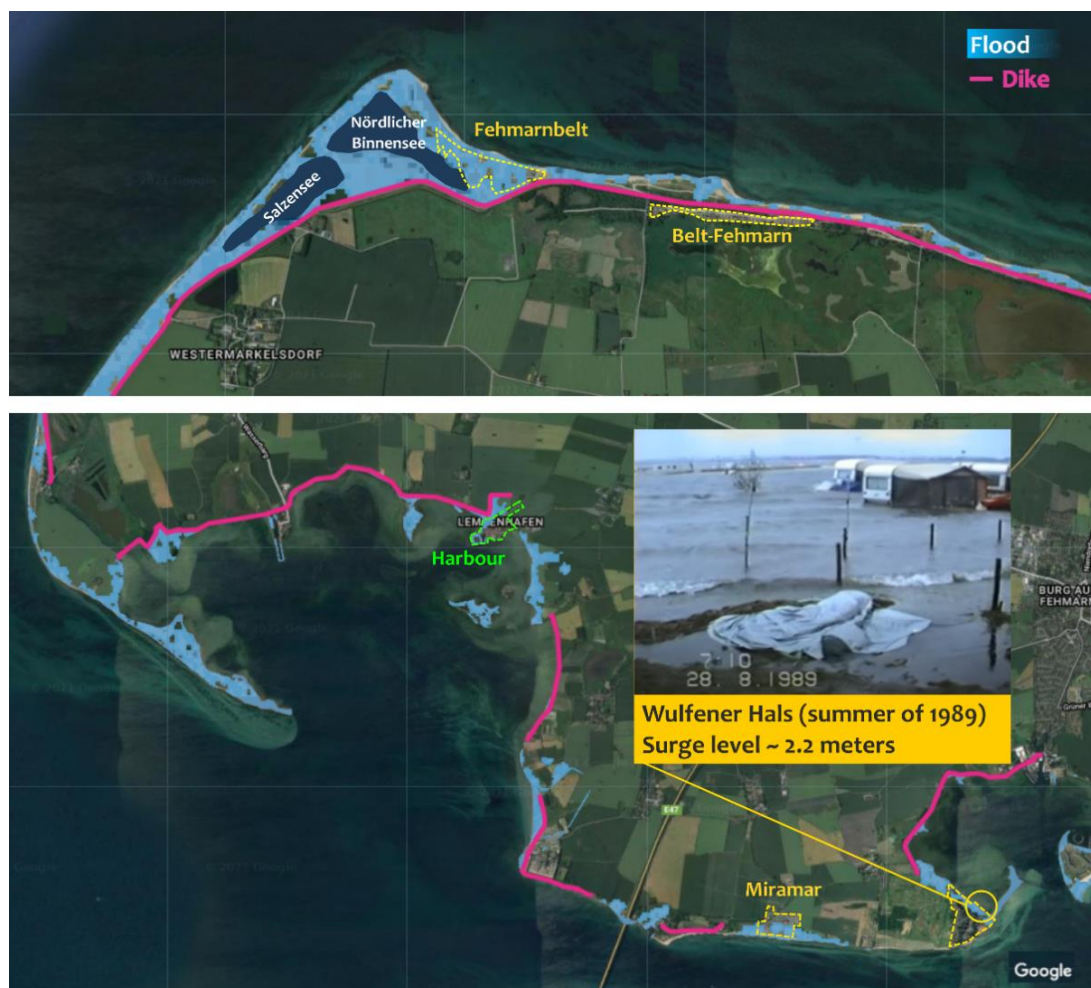 Flood
Dike
Nördlicher
Binnensee
Fehmarnbelt
Salzensee
Belt-Fehmarn
WESTERMARKELSDORF
Harbour
BURG AU
FEHMARN
7:10
28. 8.1989
Wulfener Hals (summer of 1989)
Surge level ~ 2.2 meters
E47
Miramar
Google